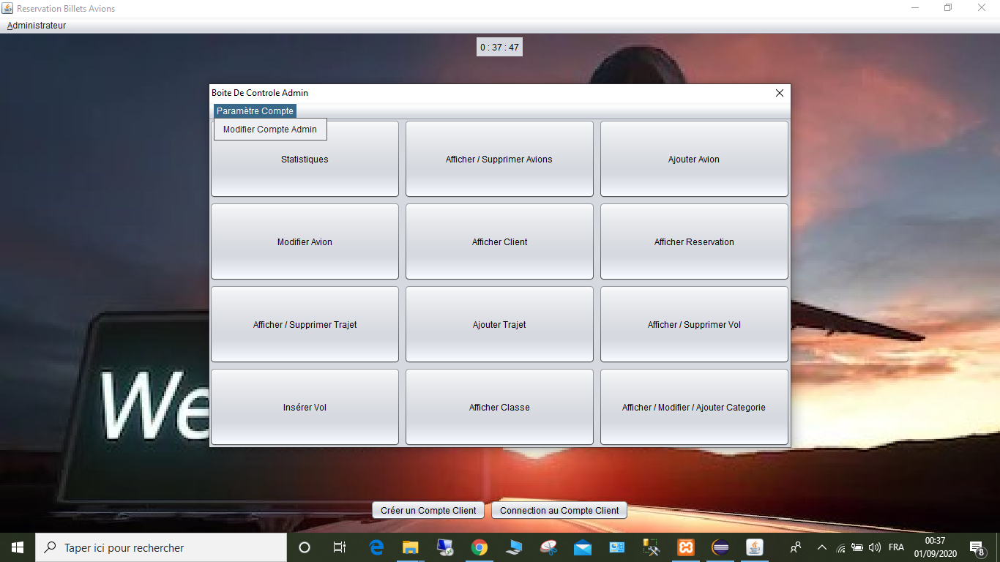 Reservation Billets Avions
Administrateur
0 : 37 : 47
Boite De Controle Admin
Paramètre Compte
Modifier Compte Admin
Statistiques
Afficher / Supprimer Avions
Ajouter Avion
Modifier Avion
Afficher Client
Afficher Reservation
Afficher / Supprimer Trajet
Ajouter Trajet
Afficher / Supprimer Vol
We
Insérer Vol
Afficher Classe
Afficher / Modifier / Ajouter Categorie
Créer un Compte Client
Connection au Compte Client
Taper ici pour rechercher
FRA
00:37
01/09/2020
8